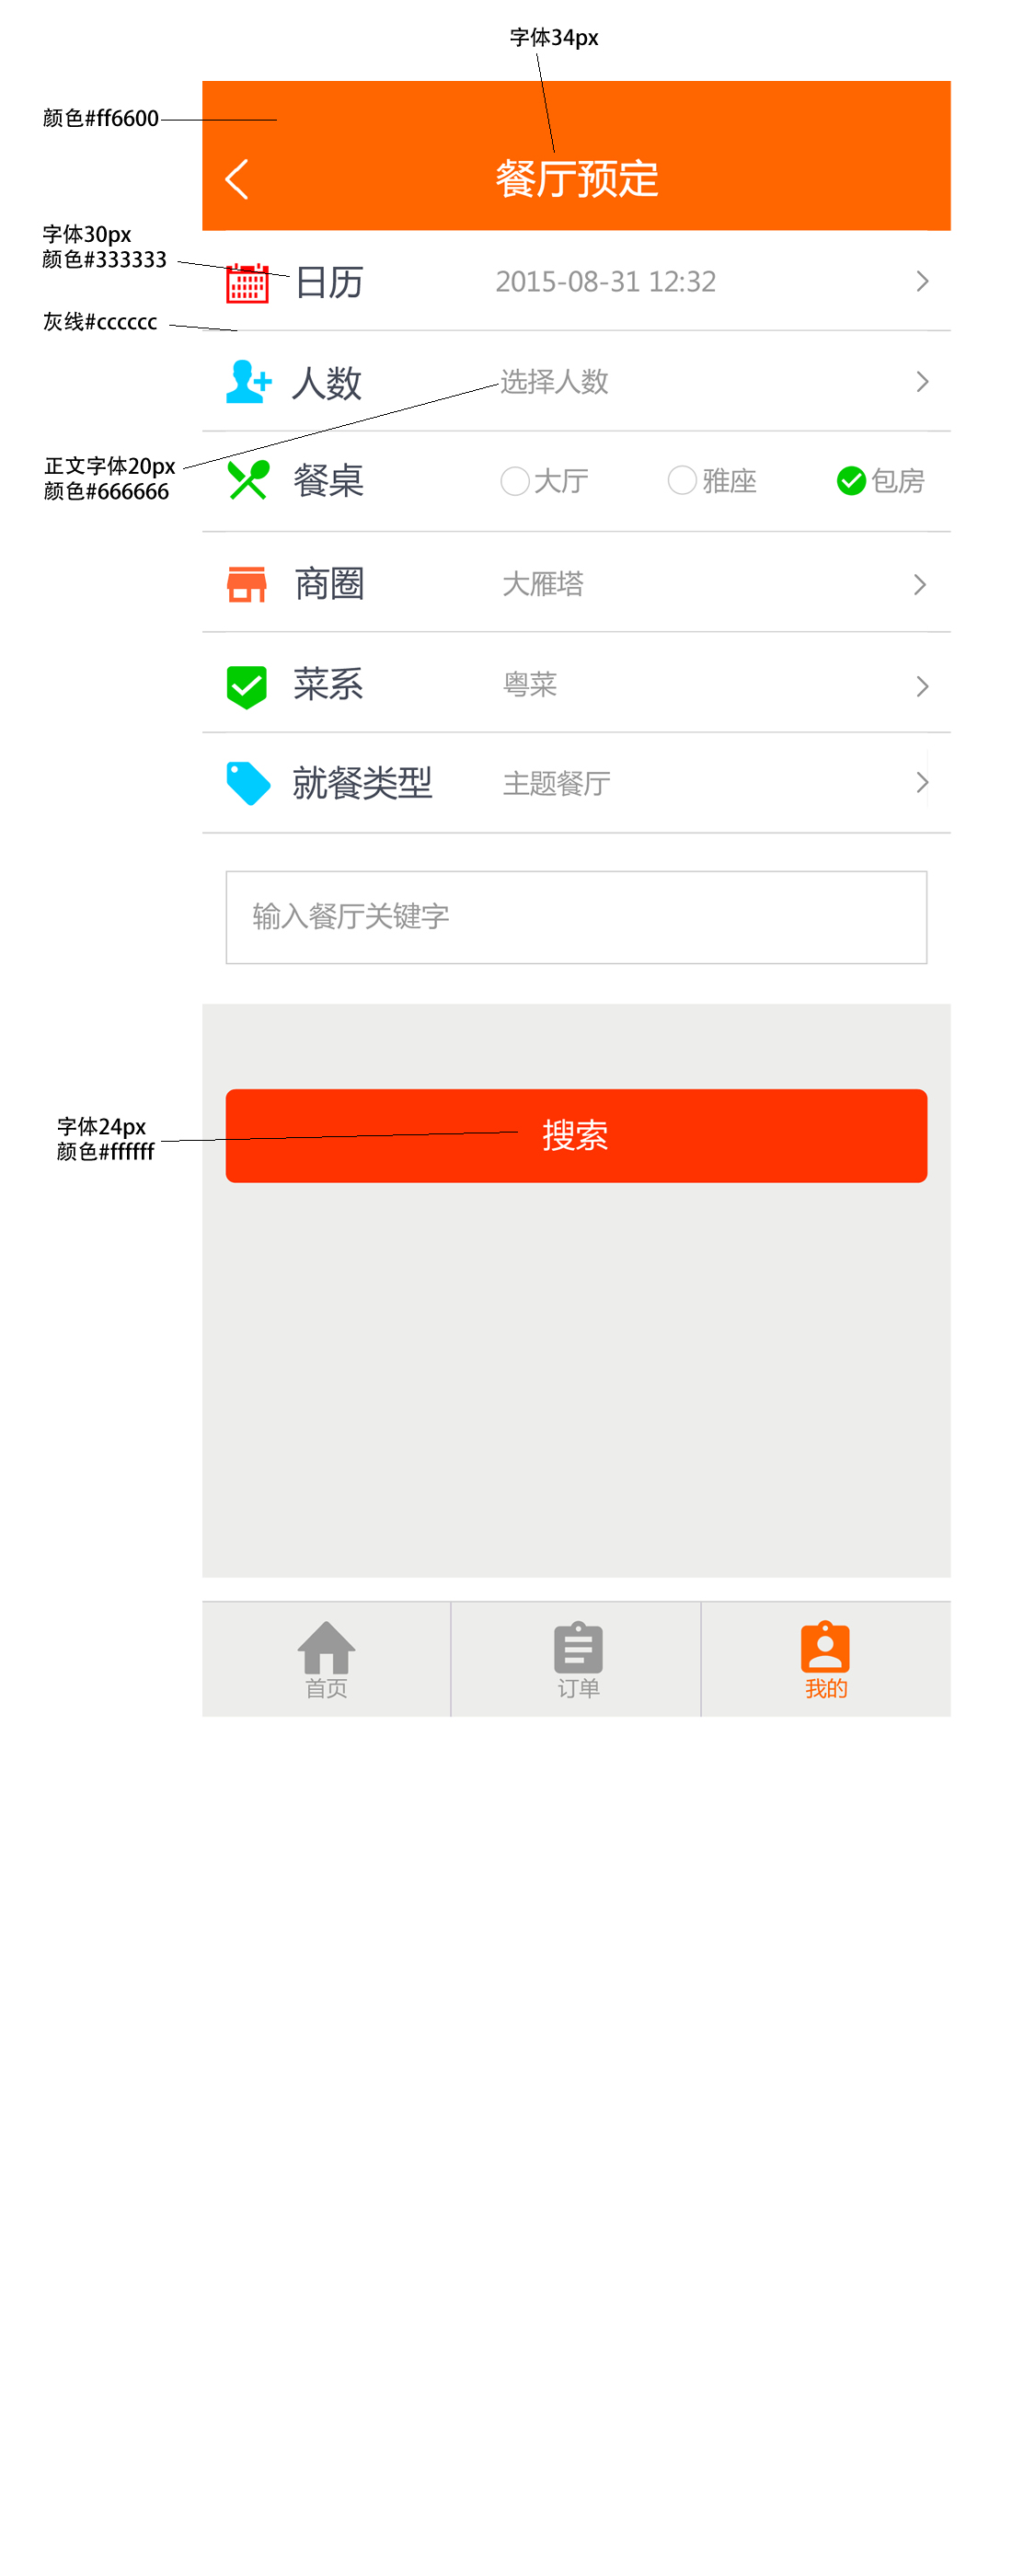 字体34px
颜色#ff6600
餐厅预定
字体30px
颜色#333333
日历 2015-08-31 12:32
灰线#cccccc
人数 选择人数
正文字体20px
颜色#666666
餐桌 大厅 雅座 包房
商圈 大雁塔
菜系 粤菜
就餐类型 主题餐厅
输入餐厅关键字
字体24px
颜色#ffffff
搜索
首页 订单 我的